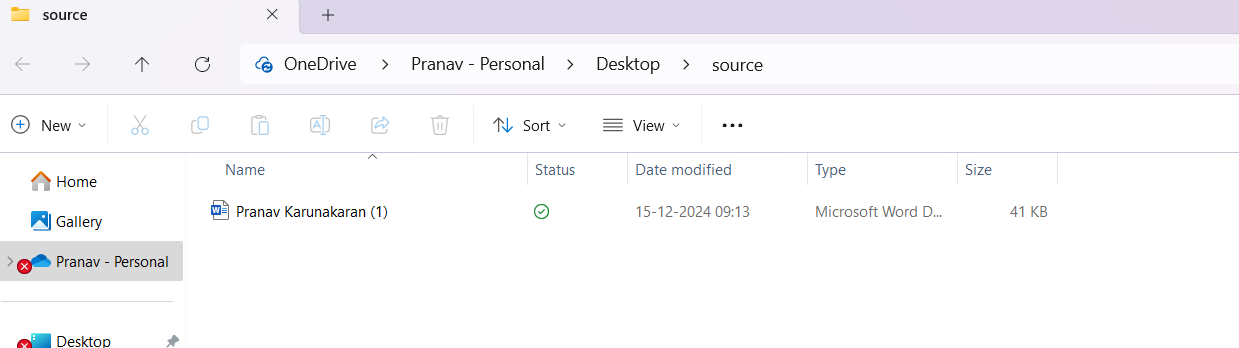 source
OneDrive > Pranav - Personal > Desktop > source
New Sort View
Name Status Date modified Type Size
Home
Pranav Karunakaran (1) 15-12-2024 09:13 Microsoft Word D... 41 KB
Gallery
Pranav - Personal
Desktop